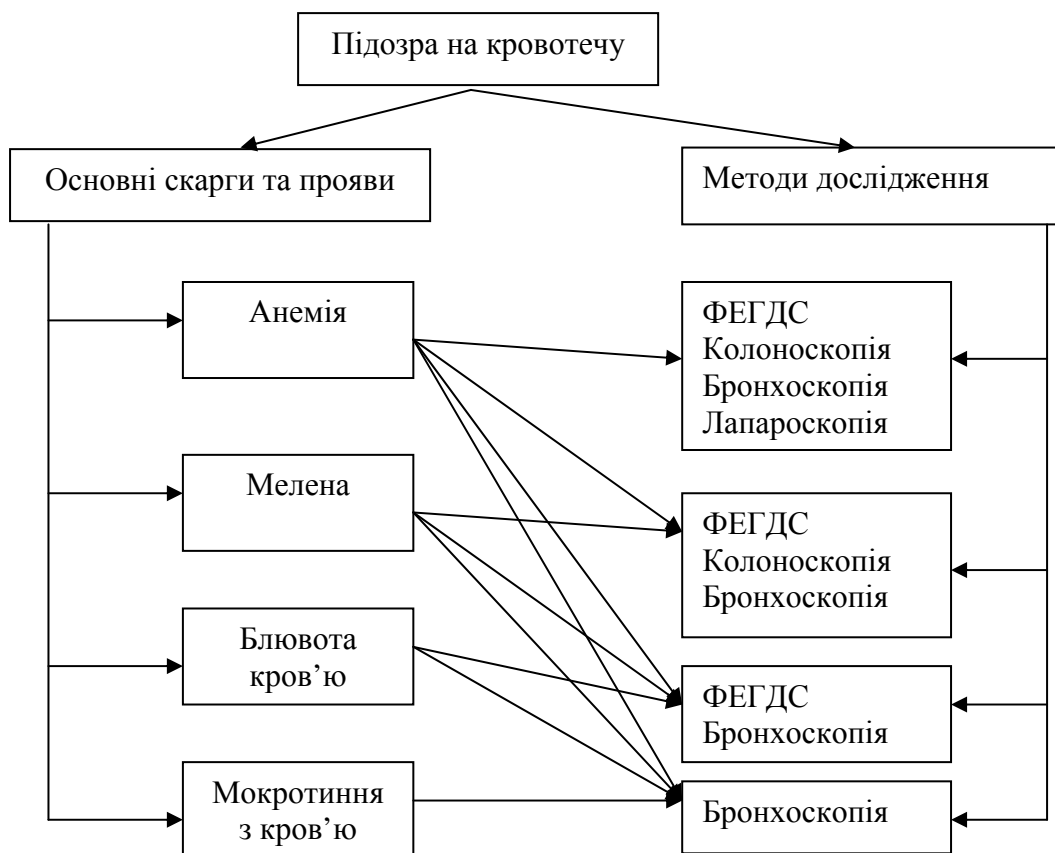 Підозра на кровотечу
Основні скарги та прояви
Методи дослідження
Анемія
ФЕГДС
Колоноскопія
Бронхоскопія
Лапароскопія
Мелена
ФЕГДС
Колоноскопія
Бронхоскопія
Блювота
кров’ю
ФЕГДС
Бронхоскопія
Мокротиння
з кров’ю
Бронхоскопія